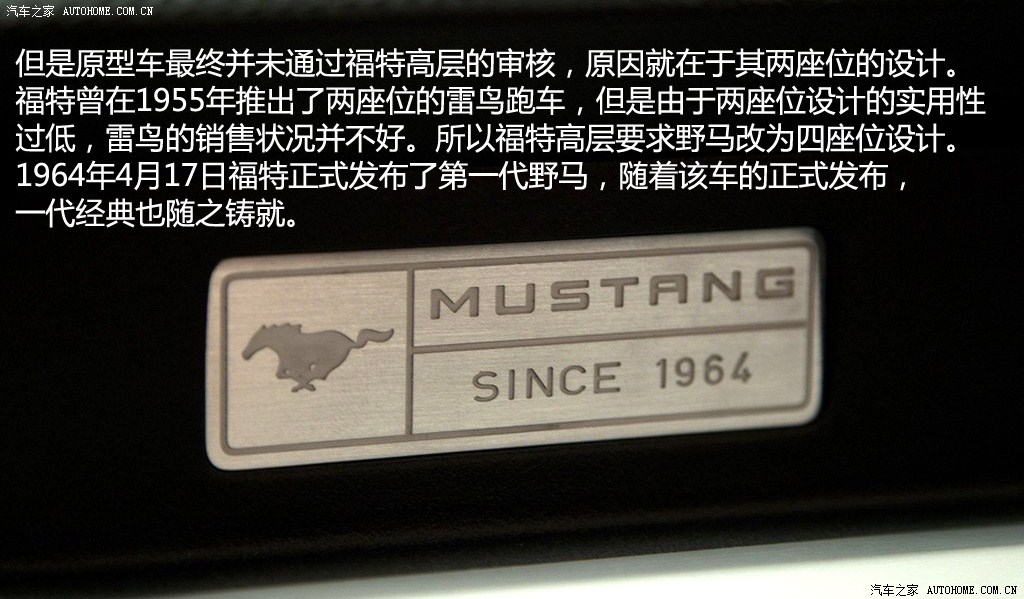 汽车之家 AUTOHOME.COM.CN
但是原型车最终并未通过福特高层的审核，原因就在于其两座位的设计。
福特曾在1955年推出了两座位的雷鸟跑车，但是由于两座位设计的实用性
过低，雷鸟的销售状况并不好。所以福特高层要求野马改为四座位设计。
1964年4月17日福特正式发布了第一代野马，随着该车的正式发布，
一代经典也随之铸就。
MUSTANG
SINCE 1964
汽车之家 AUTOHOME.COM.CN